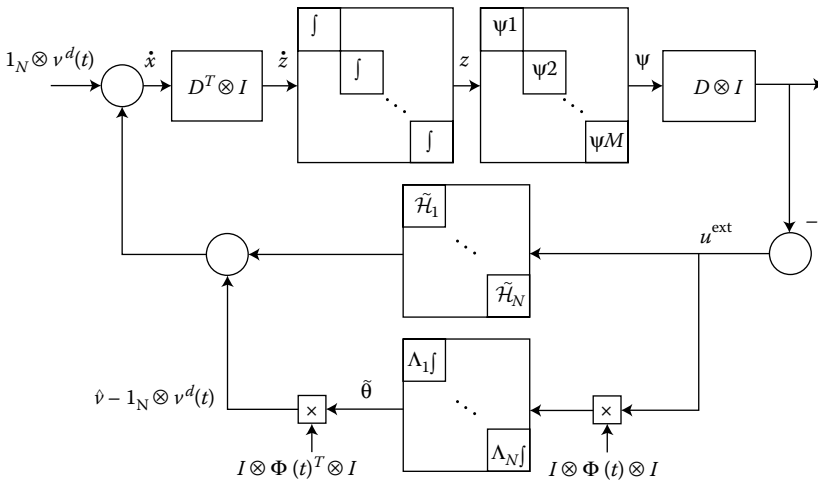 1_N ⊗ ν^d(t)
ẋ
D^T ⊗ I
ż
∫
∫
⋱
∫
z
ψ1
ψ2
⋱
ψM
ψ
D ⊗ I
−
u^ext
ℋ̃_1
⋱
ℋ̃_N
ν̂ − 1_N ⊗ ν^d(t)
×
θ̃
Λ_1∫
⋱
Λ_N∫
×
I ⊗ Φ (t)^T ⊗ I
I ⊗ Φ (t) ⊗ I